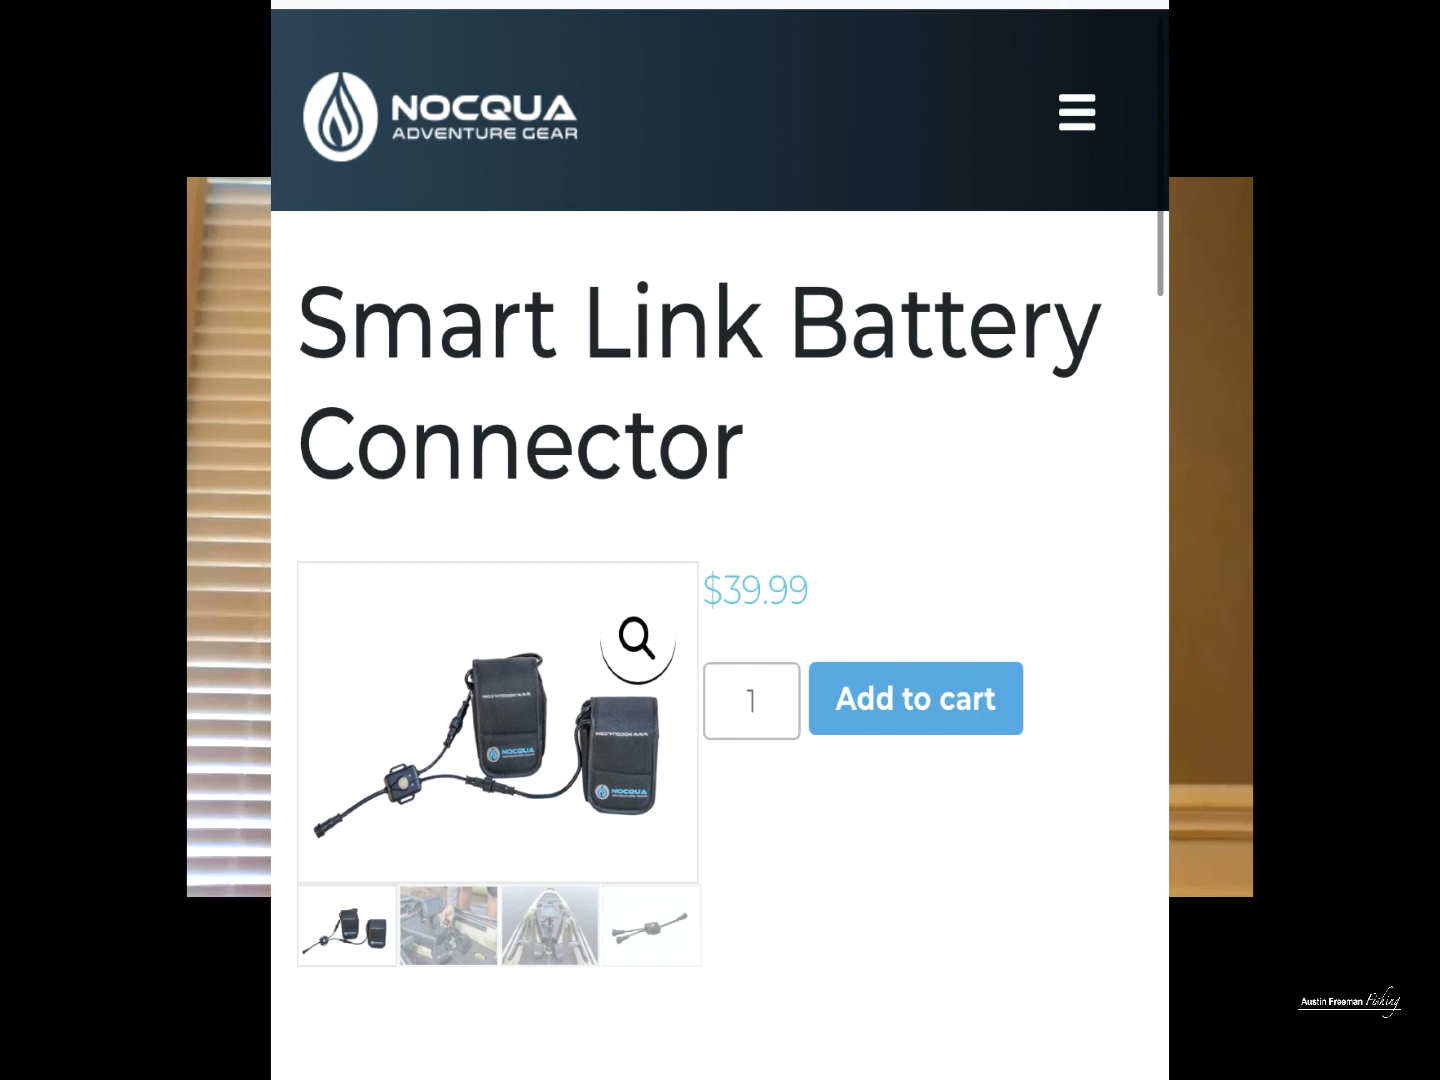 NOCQUA
ADVENTURE GEAR
Smart Link Battery
Connector
$39.99
1
Add to cart
NOCQUA
NOCQUA
Austin Freeman Fishing